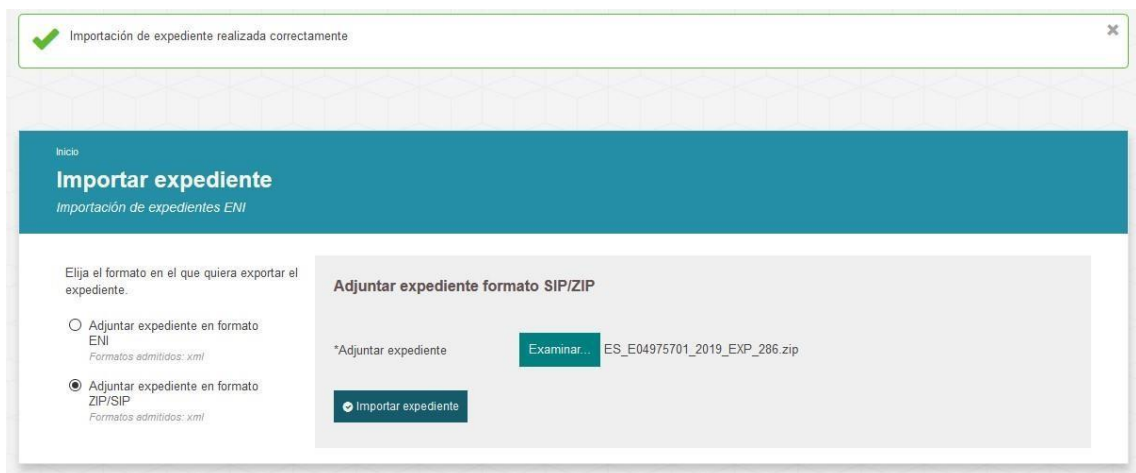 Importación de expediente realizada correctamente
Inicio
Importar expediente
Importación de expedientes ENI
Elija el formato en el que quiera exportar el
expediente.
Adjuntar expediente en formato
ENI
Formatos admitidos: xml
Adjuntar expediente en formato
ZIP/SIP
Formatos admitidos: xml
Adjuntar expediente formato SIP/ZIP
*Adjuntar expediente
Examinar... ES_E04975701_2019_EXP_286.zip
Importar expediente